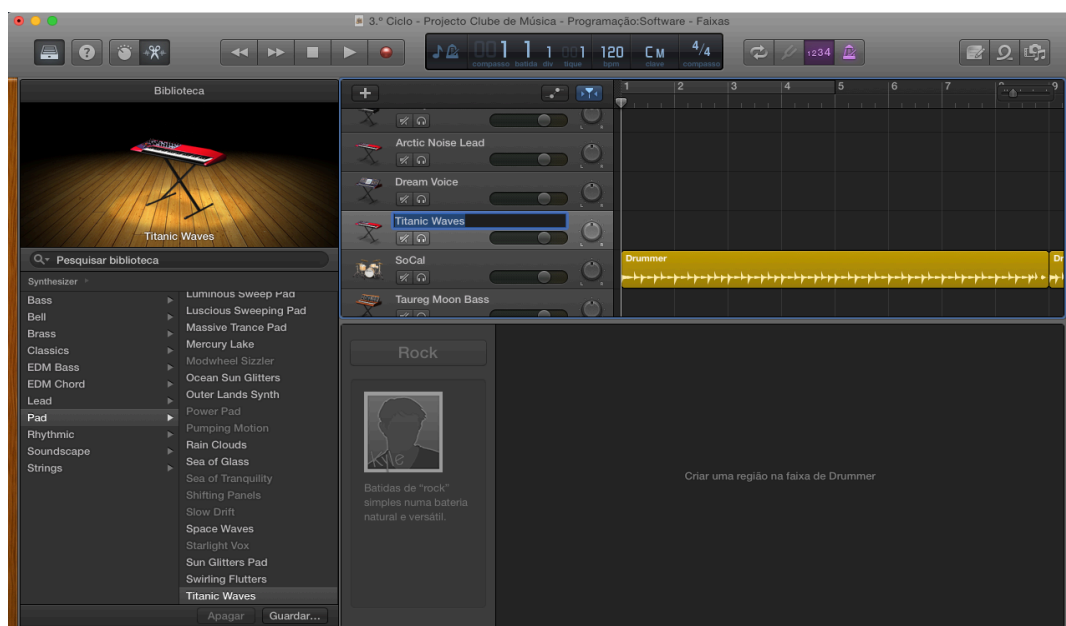 3.º Ciclo - Projecto Clube de Música - Programação:Software - Faixas
001 1 1 001 120 C M 4/4
compasso batida div tique bpm clave compasso
1234
Biblioteca
Titanic Waves
Pesquisar biblioteca
Synthesizer
Bass
Bell
Brass
Classics
EDM Bass
EDM Chord
Lead
Pad
Rhythmic
Soundscape
Strings
Luminous Sweep Pad
Luscious Sweeping Pad
Massive Trance Pad
Mercury Lake
Modwheel Sizzler
Ocean Sun Glitters
Outer Lands Synth
Power Pad
Pumping Motion
Rain Clouds
Sea of Glass
Sea of Tranquility
Shifting Panels
Slow Drift
Space Waves
Starlight Vox
Sun Glitters Pad
Swirling Flutters
Titanic Waves
Apagar Guardar...
1 2 3 4 5 6 7 8 9
Arctic Noise Lead
Dream Voice
Titanic Waves
SoCal
Taureg Moon Bass
Drummer
Dr
Rock
Kyle
Batidas de "rock"
simples numa bateria
natural e versátil.
Criar uma região na faixa de Drummer